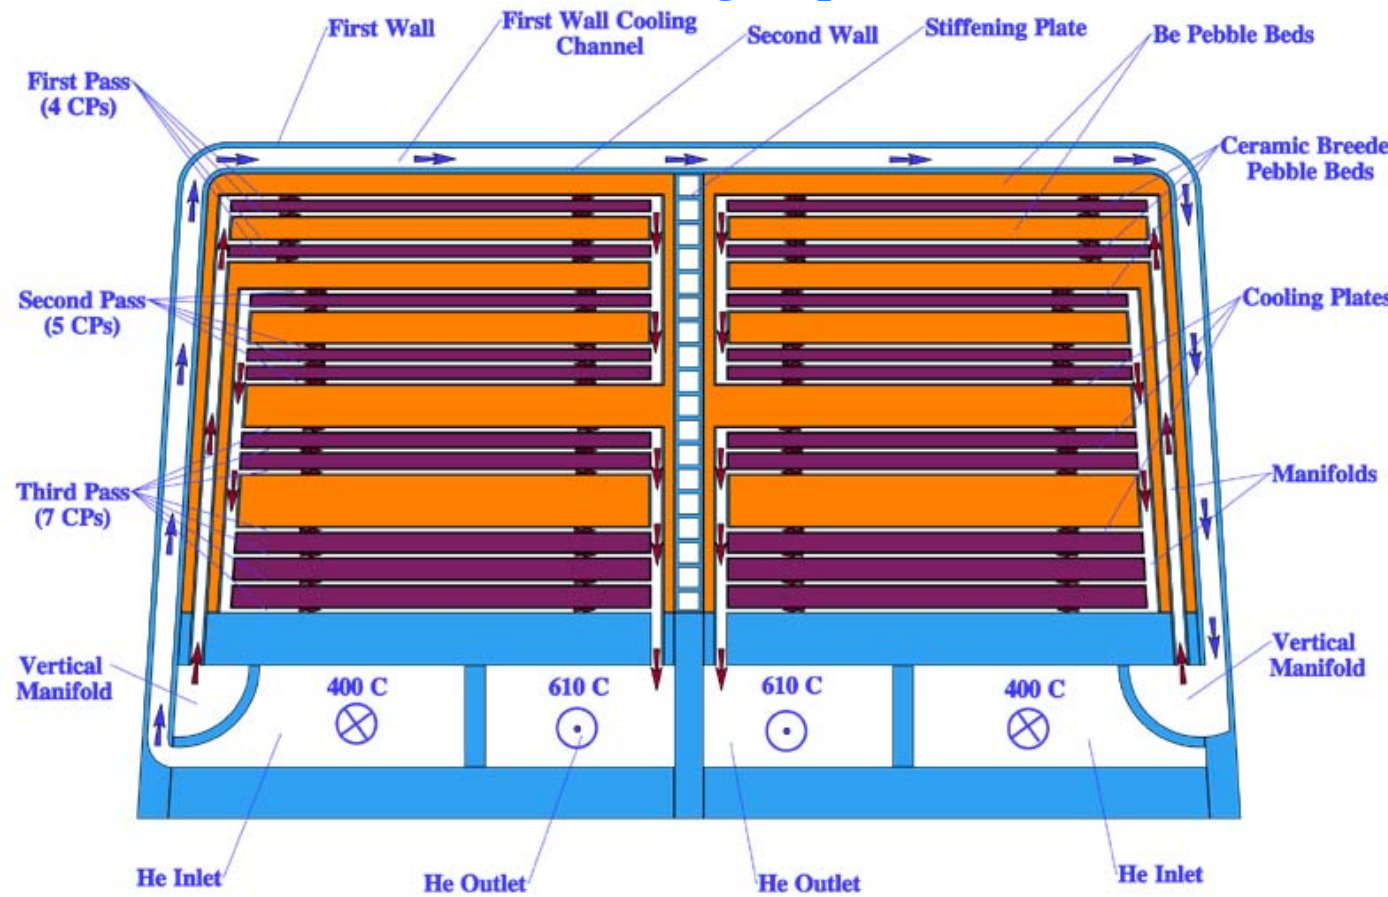 First Wall
First Wall Cooling
Channel
Second Wall
Stiffening Plate
Be Pebble Beds
First Pass
(4 CPs)
Ceramic Breede
Pebble Beds
Second Pass
(5 CPs)
Cooling Plates
Third Pass
(7 CPs)
Manifolds
Vertical
Manifold
400 C
610 C
610 C
400 C
Vertical
Manifold
He Inlet
He Outlet
He Outlet
He Inlet